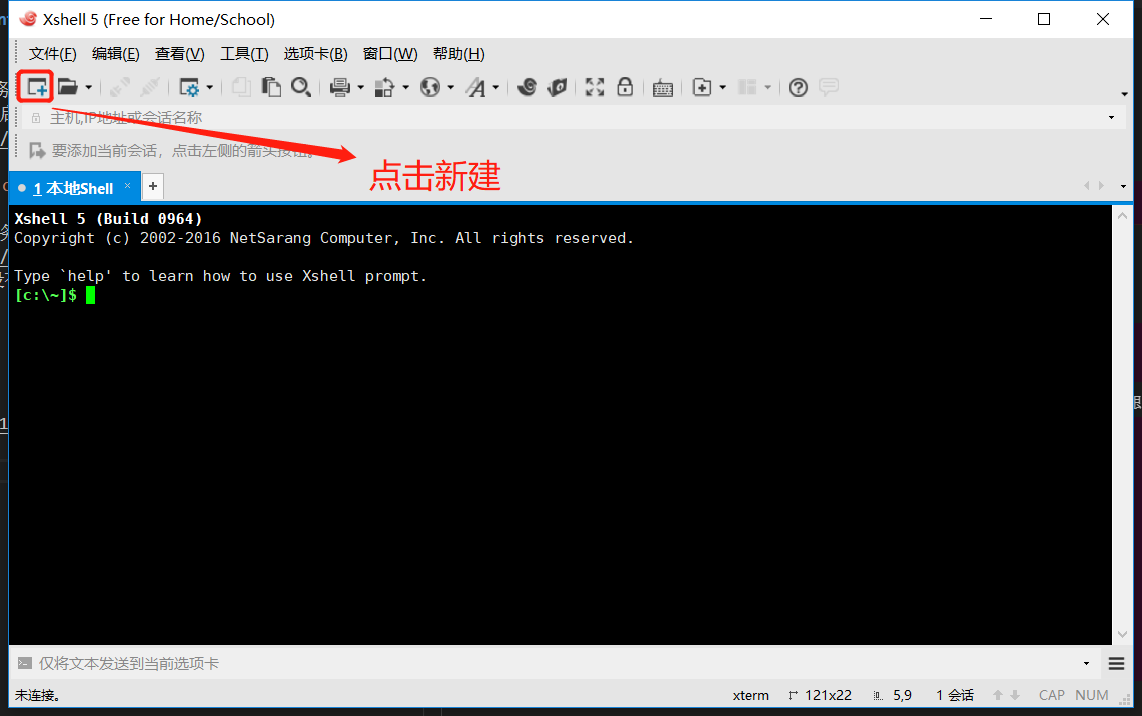 Xshell 5 (Free for Home/School)
文件(F) 编辑(E) 查看(V) 工具(T) 选项卡(B) 窗口(W) 帮助(H)
主机,IP地址或会话名称
要添加当前会话，点击左侧的箭头按钮。
点击新建
1 本地Shell × +
Xshell 5 (Build 0964)
Copyright (c) 2002-2016 NetSarang Computer, Inc. All rights reserved.
Type `help' to learn how to use Xshell prompt.
[c:\~]$
仅将文本发送到当前选项卡
未连接。 xterm 121x22 5,9 1 会话 CAP NUM